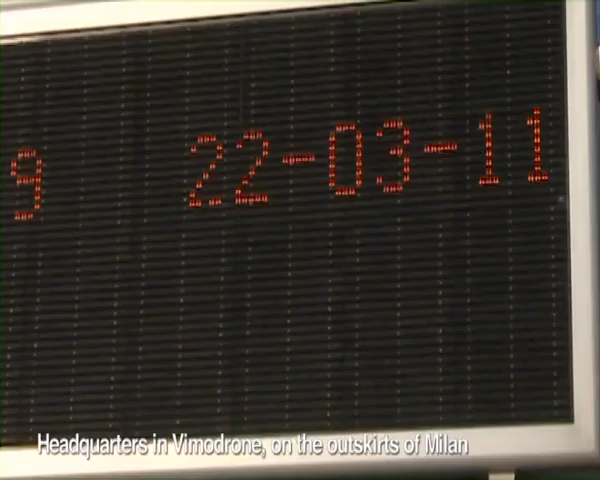 9 22-03-11
Headquarters in Vimodrone, on the outskirts of Milan